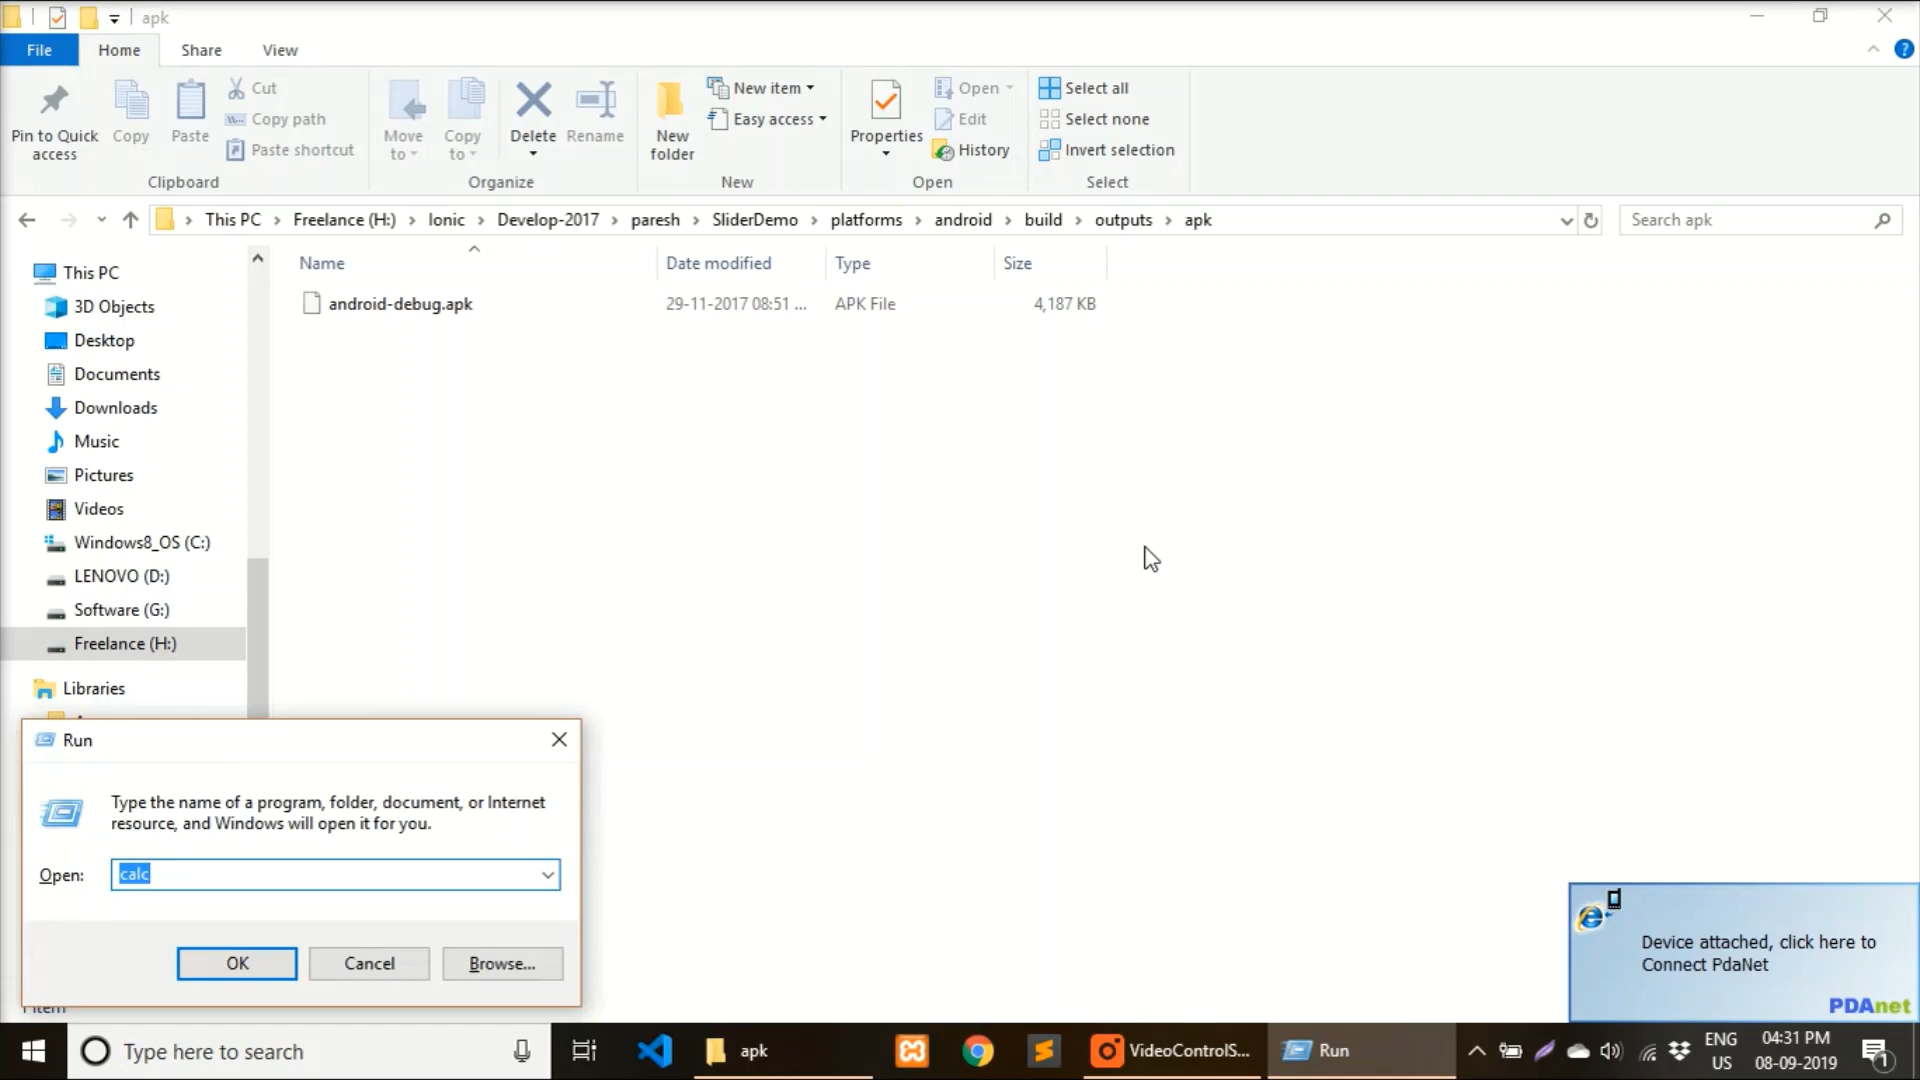 apk
File Home Share View
Pin to Quick access
Copy
Paste
Cut
Copy path
Paste shortcut
Clipboard
Move to
Copy to
Delete
Rename
Organize
New folder
New item
Easy access
New
Properties
Open
Edit
History
Open
Select all
Select none
Invert selection
Select
This PC > Freelance (H:) > Ionic > Develop-2017 > paresh > SliderDemo > platforms > android > build > outputs > apk
Search apk
This PC
3D Objects
Desktop
Documents
Downloads
Music
Pictures
Videos
Windows8_OS (C:)
LENOVO (D:)
Software (G:)
Freelance (H:)
Libraries
Name Date modified Type Size
android-debug.apk 29-11-2017 08:51 ... APK File 4,187 KB
Run
Type the name of a program, folder, document, or Internet
resource, and Windows will open it for you.
Open: calc
OK Cancel Browse...
1 item
Device attached, click here to
Connect PdaNet
PDAnet
Type here to search
apk
VideoControlS...
Run
ENG
US
04:31 PM
08-09-2019
1